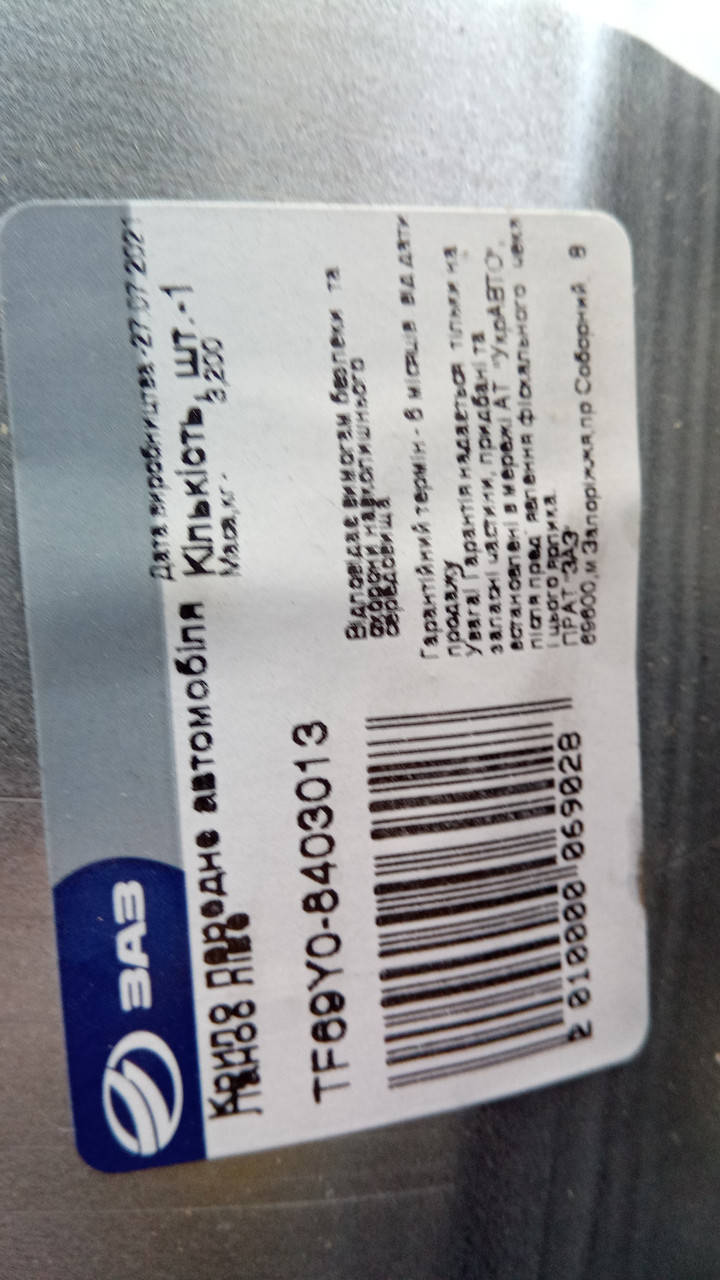 ЗАЗ
Дата виробництва -27 07 2021
Крило переднє автомобіля
Ланос ліве
Кількість, шт.-1
Маса,кг- 3,200
TF69Y0-8403013
Відповідає вимогам безпеки та
охорони навколишнього
середовища
Гарантійний термін - 6 місяців від дати
продажу
Увага! Гарантія надається тільки на
запасні частини, придбані та
встановлені в мережі АТ "УкрАВТО",
після пред'явлення фіскального чека
і цього ярлика.
ПРАТ "ЗАЗ"
69600,м Запоріжжя,пр Соборний, 8
2 010000 069028